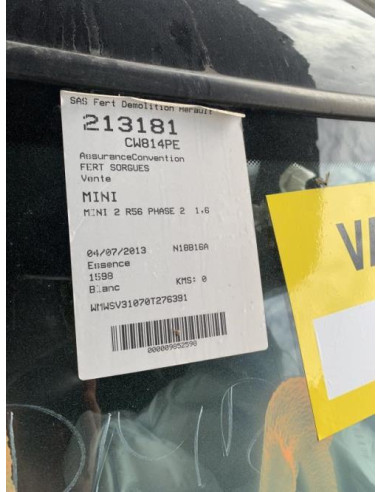 SAS Fert Demolition Herault
213181
CW814PE
AssuranceConvention
FERT SORGUES
Vente
MINI
MINI 2 R56 PHASE 2 1.6
04/07/2013 N18B16A
Essence
1598
Blanc KMS: 0
WMWSV31070T276391
000009852598